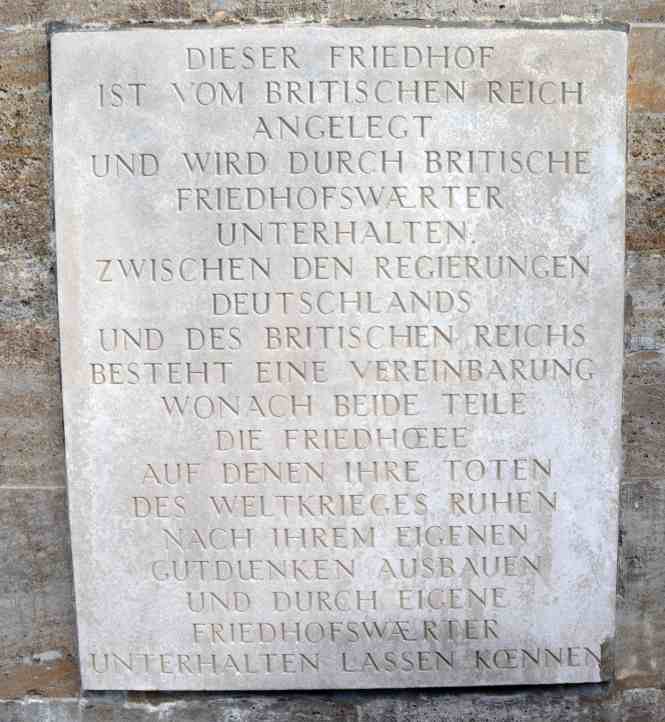 DIESER FRIEDHOF
IST VOM BRITISCHEN REICH
ANGELEGT
UND WIRD DURCH BRITISCHE
FRIEDHOFSWÆRTER
UNTERHALTEN.
ZWISCHEN DEN REGIERUNGEN
DEUTSCHLANDS
UND DES BRITISCHEN REICHS
BESTEHT EINE VEREINBARUNG
WONACH BEIDE TEILE
DIE FRIEDHŒEE
AUF DENEN IHRE TOTEN
DES WELTKRIEGES RUHEN
NACH IHREM EIGENEN
GUTDUENKEN AUSBAUEN
UND DURCH EIGENE
FRIEDHOFSWÆRTER
UNTERHALTEN LASSEN KŒNNEN